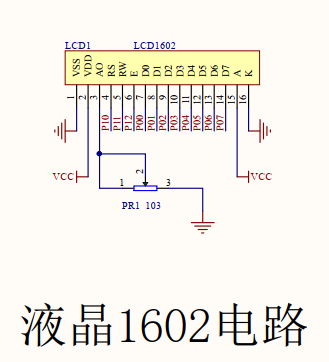 LCD1 LCD1602
VSS VDD AO RS RW E D0 D1 D2 D3 D4 D5 D6 D7 A K
1 2 3 4 5 6 7 8 9 10 11 12 13 14 15 16
P10 P11 P12 P00 P01 P02 P03 P04 P05 P06 P07
VCC VCC
1 2 3
PR1 103
液晶1602电路